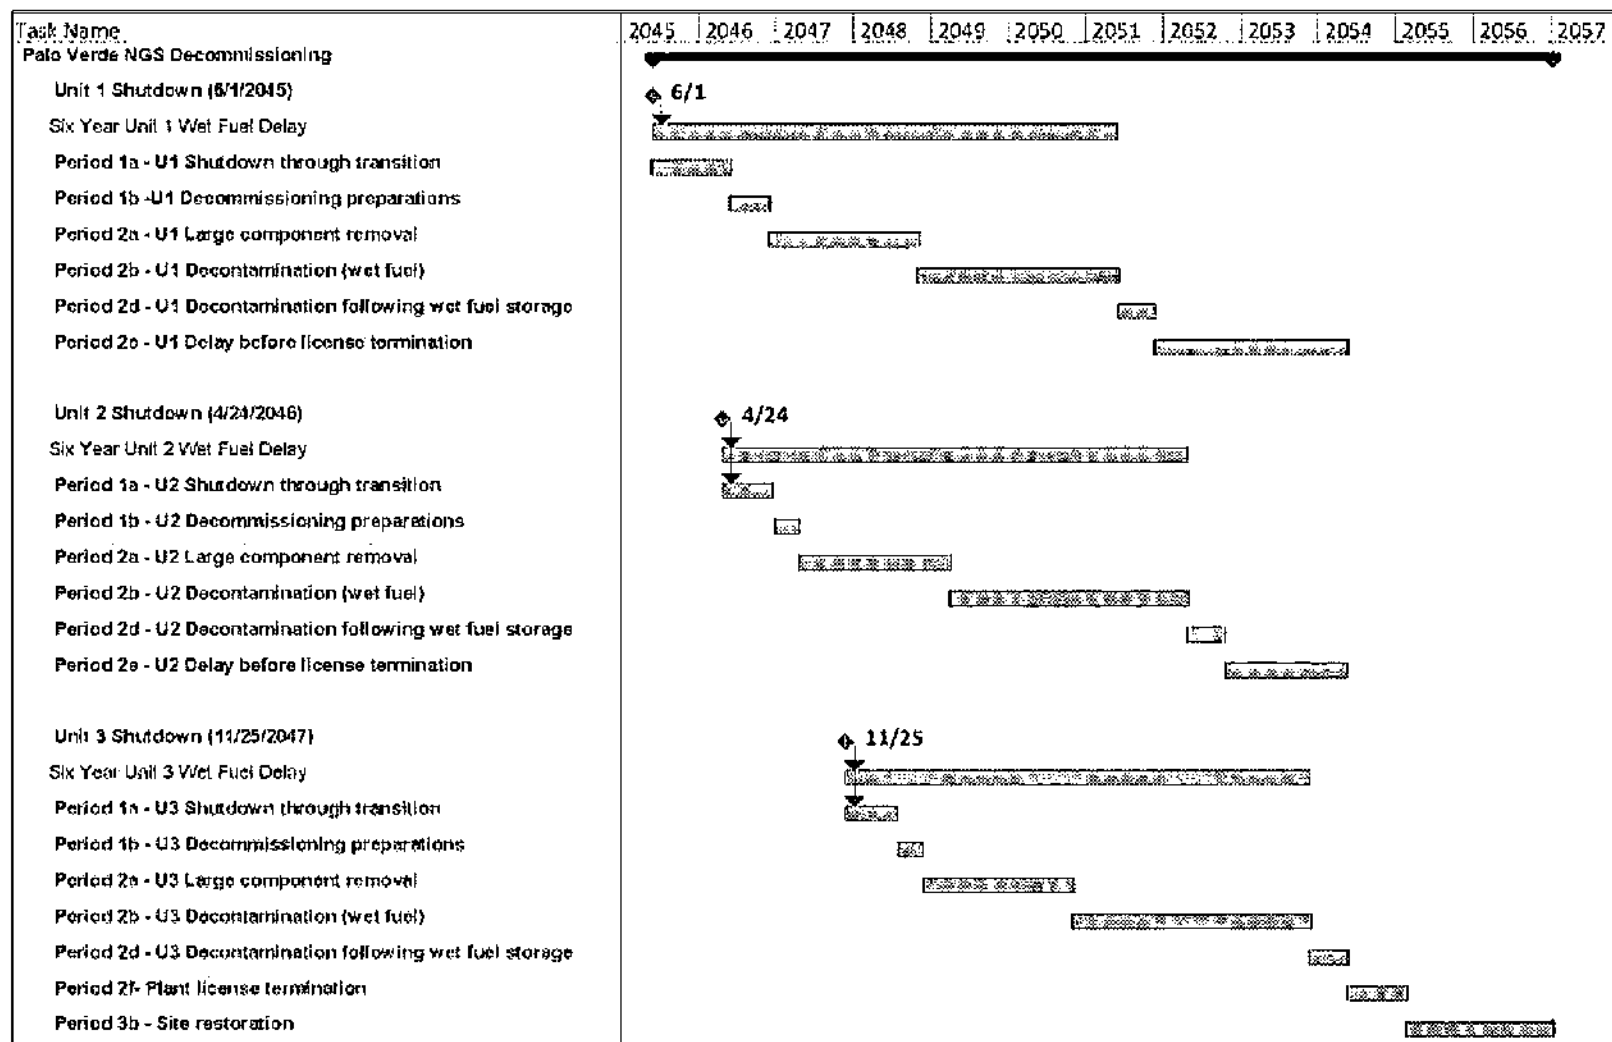 Task Name 2045 2046 2047 2048 2049 2050 2051 2052 2053 2054 2055 2056 2057
Palo Verde NGS Decommissioning
Unit 1 Shutdown (6/1/2045) 6/1
Six Year Unit 1 Wet Fuel Delay
Period 1a - U1 Shutdown through transition
Period 1b -U1 Decommissioning preparations
Period 2a - U1 Large component removal
Period 2b - U1 Decontamination (wet fuel)
Period 2d - U1 Decontamination following wet fuel storage
Period 2e - U1 Delay before license termination
Unit 2 Shutdown (4/24/2046) 4/24
Six Year Unit 2 Wet Fuel Delay
Period 1a - U2 Shutdown through transition
Period 1b - U2 Decommissioning preparations
Period 2a - U2 Large component removal
Period 2b - U2 Decontamination (wet fuel)
Period 2d - U2 Decontamination following wet fuel storage
Period 2e - U2 Delay before license termination
Unit 3 Shutdown (11/25/2047) 11/25
Six Year Unit 3 Wet Fuel Delay
Period 1a - U3 Shutdown through transition
Period 1b - U3 Decommissioning preparations
Period 2a - U3 Large component removal
Period 2b - U3 Decontamination (wet fuel)
Period 2d - U3 Decontamination following wet fuel storage
Period 2f- Plant license termination
Period 3b - Site restoration